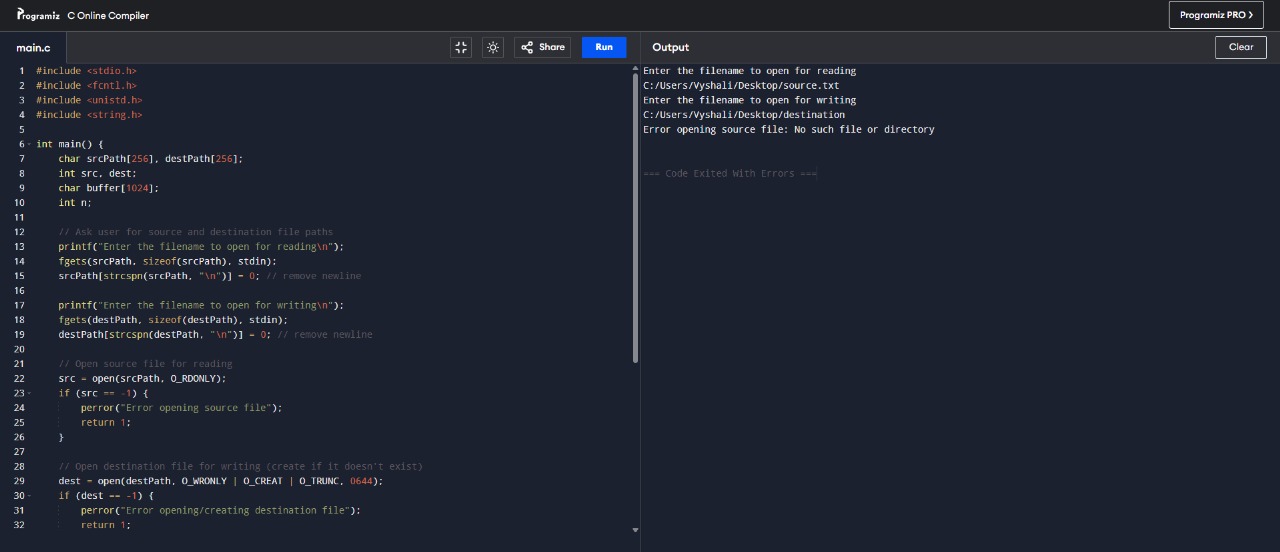 Programiz C Online Compiler
Programiz PRO >
main.c
Share
Run
Output
Clear
1 #include <stdio.h>
2 #include <fcntl.h>
3 #include <unistd.h>
4 #include <string.h>
5
6 int main() {
7 char srcPath[256], destPath[256];
8 int src, dest;
9 char buffer[1024];
10 int n;
11
12 // Ask user for source and destination file paths
13 printf("Enter the filename to open for reading\n");
14 fgets(srcPath, sizeof(srcPath), stdin);
15 srcPath[strcspn(srcPath, "\n")] = 0; // remove newline
16
17 printf("Enter the filename to open for writing\n");
18 fgets(destPath, sizeof(destPath), stdin);
19 destPath[strcspn(destPath, "\n")] = 0; // remove newline
20
21 // Open source file for reading
22 src = open(srcPath, O_RDONLY);
23 if (src == -1) {
24 perror("Error opening source file");
25 return 1;
26 }
27
28 // Open destination file for writing (create if it doesn't exist)
29 dest = open(destPath, O_WRONLY | O_CREAT | O_TRUNC, 0644);
30 if (dest == -1) {
31 perror("Error opening/creating destination file");
32 return 1;
Enter the filename to open for reading
C:/Users/Vyshali/Desktop/source.txt
Enter the filename to open for writing
C:/Users/Vyshali/Desktop/destination
Error opening source file: No such file or directory
=== Code Exited With Errors ===